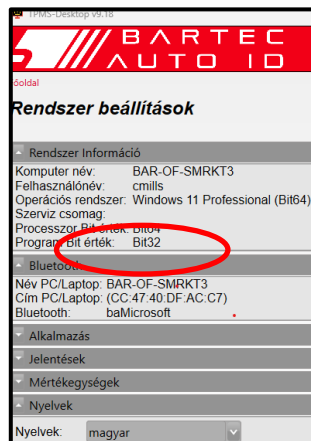 TPMS-Desktop v9.18
BARTEC
AUTO ID
őoldal
Rendszer beállítások
Rendszer Információ
Komputer név: BAR-OF-SMRKT3
Felhasználónév: cmills
Operációs rendszer: Windows 11 Professional (Bit64)
Szerviz csomag:
Processzor Bit érték: Bit64
Program Bit érték: Bit32
Bluetooth
Név PC/Laptop: BAR-OF-SMRKT3
Cím PC/Laptop: (CC:47:40:DF:AC:C7)
Bluetooth: baMicrosoft
Alkalmazás
Jelentések
Mértékegységek
Nyelvek
Nyelvek: magyar